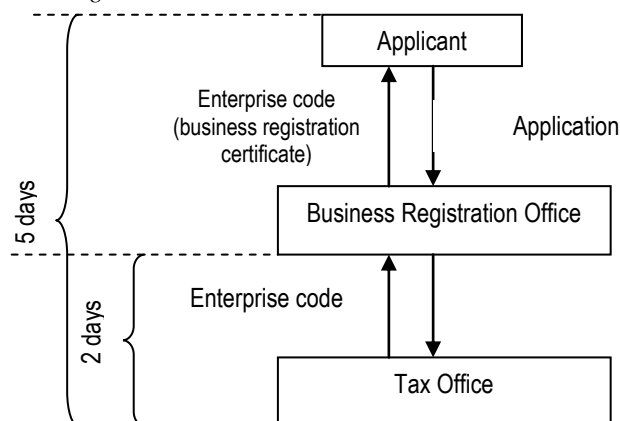 Applicant
Enterprise code
(business registration
certificate)
Application
Business Registration Office
5 days
2 days
Enterprise code
Tax Office